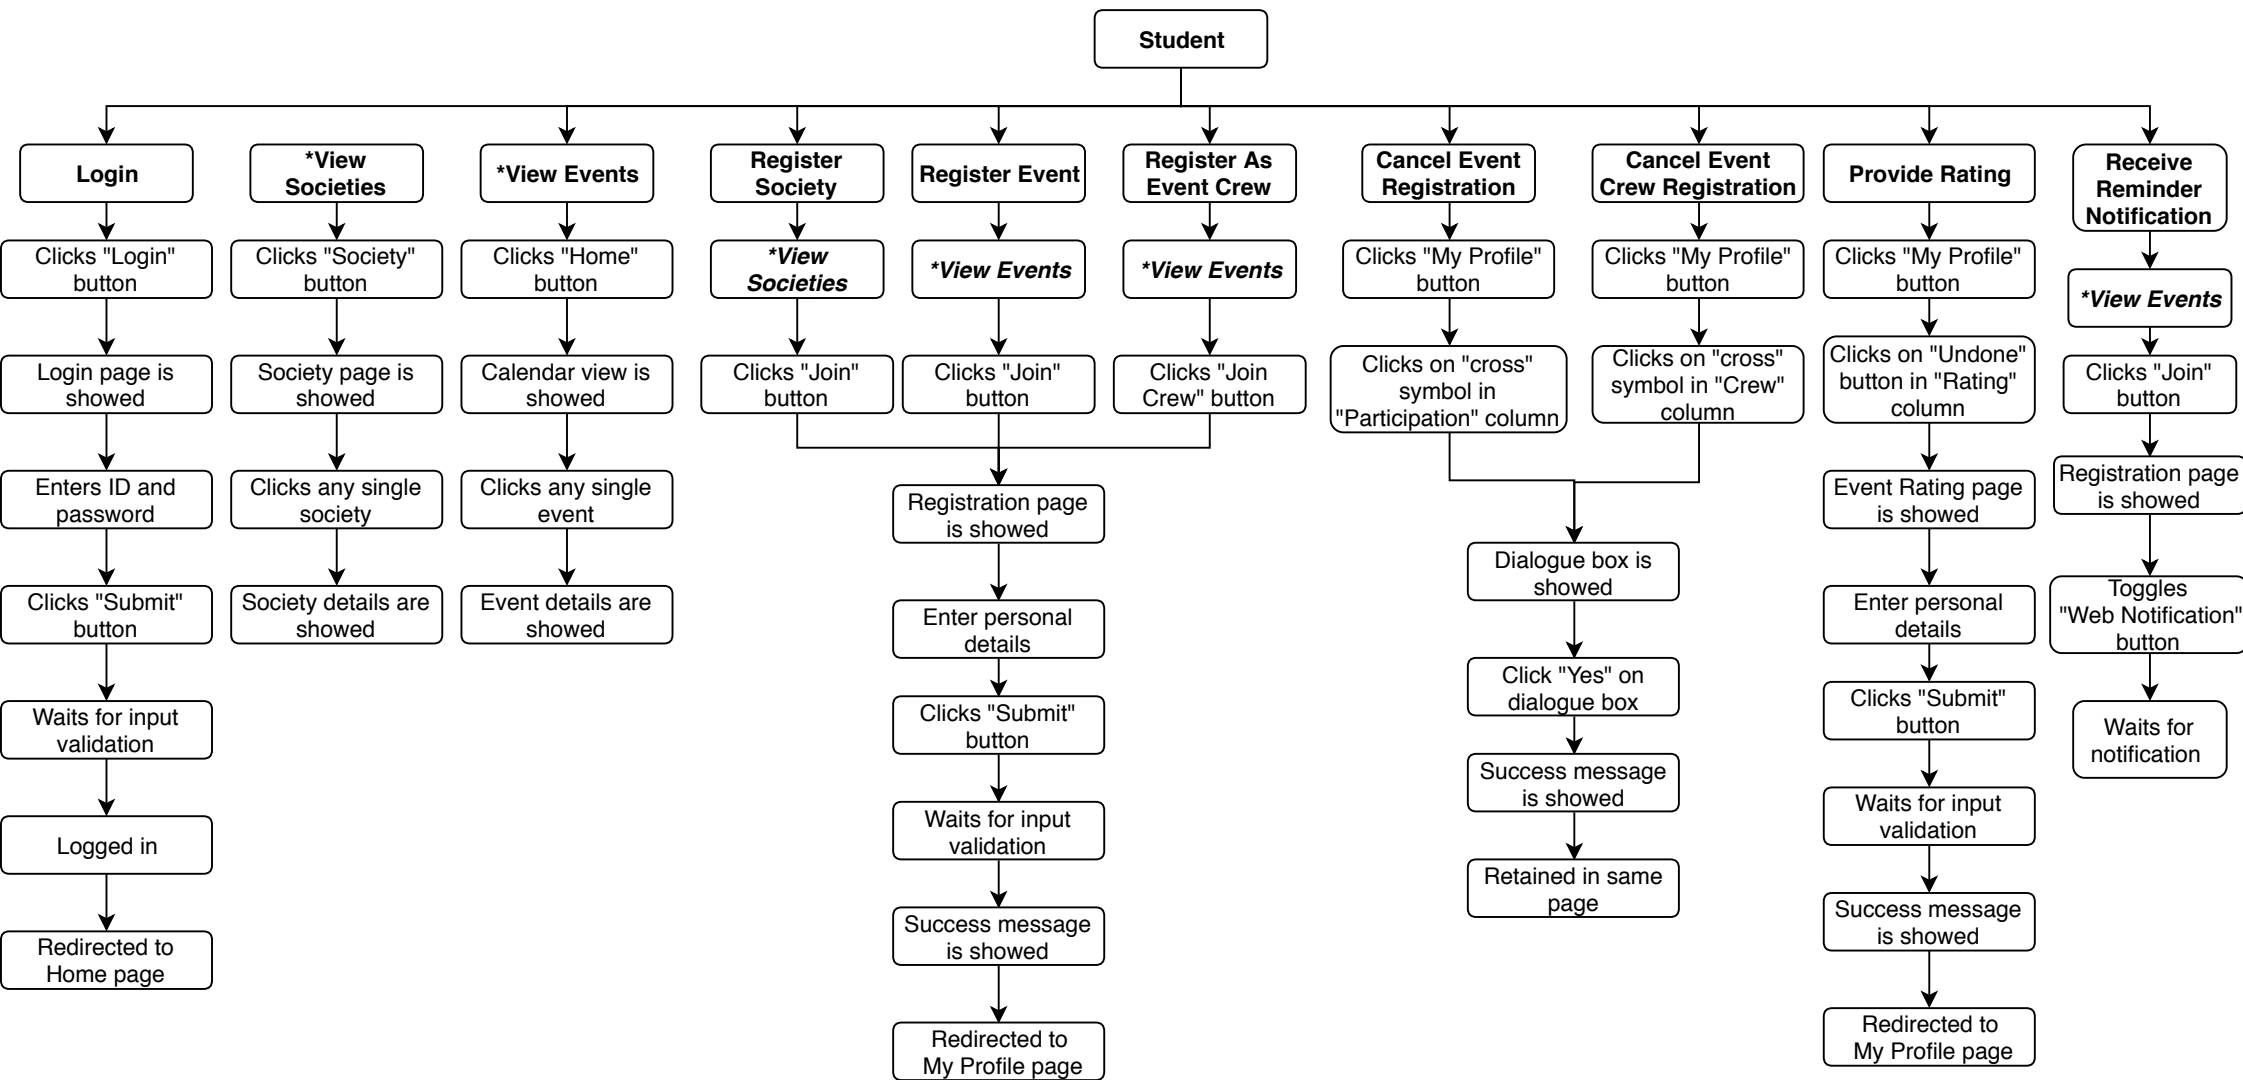 Student
Login
Clicks "Login"
button
Login page is
showed
Enters ID and
password
Clicks "Submit"
button
Waits for input
validation
Logged in
Redirected to
Home page
*View
Societies
Clicks "Society"
button
Society page is
showed
Clicks any single
society
Society details are
showed
*View Events
Clicks "Home"
button
Calendar view is
showed
Clicks any single
event
Event details are
showed
Register
Society
*View
Societies
Clicks "Join"
button
Register Event
*View Events
Clicks "Join"
button
Register As
Event Crew
*View Events
Clicks "Join
Crew" button
Registration page
is showed
Enter personal
details
Clicks "Submit"
button
Waits for input
validation
Success message
is showed
Redirected to
My Profile page
Cancel Event
Registration
Clicks "My Profile"
button
Clicks on "cross"
symbol in
"Participation" column
Cancel Event
Crew Registration
Clicks "My Profile"
button
Clicks on "cross"
symbol in "Crew"
column
Dialogue box is
showed
Click "Yes" on
dialogue box
Success message
is showed
Retained in same
page
Provide Rating
Clicks "My Profile"
button
Clicks on "Undone"
button in "Rating"
column
Event Rating page
is showed
Enter personal
details
Clicks "Submit"
button
Waits for input
validation
Success message
is showed
Redirected to
My Profile page
Receive
Reminder
Notification
*View Events
Clicks "Join"
button
Registration page
is showed
Toggles
"Web Notification"
button
Waits for
notification